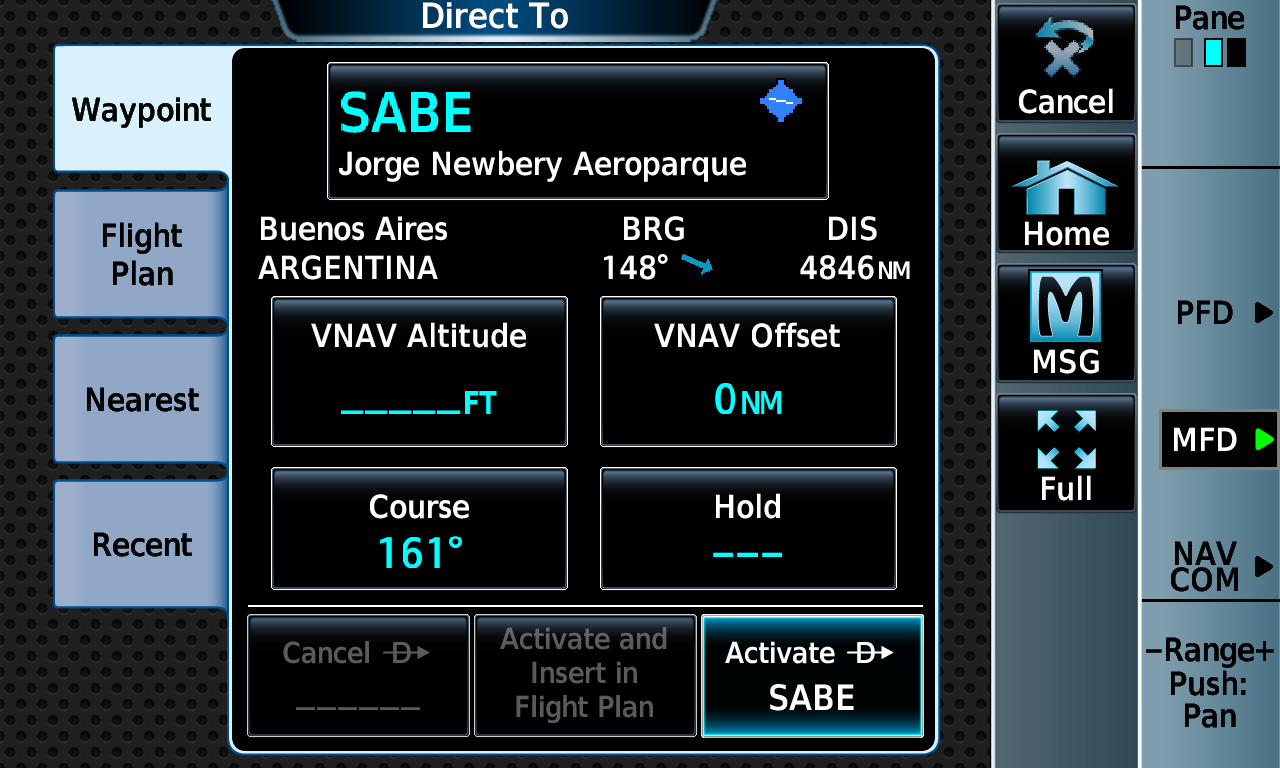 Direct To
Waypoint
Flight
Plan
Nearest
Recent
SABE
Jorge Newbery Aeroparque
Buenos Aires
ARGENTINA
BRG
148°
DIS
4846NM
VNAV Altitude
_____FT
VNAV Offset
0NM
Course
161°
Hold
---
Cancel D
______
Activate and
Insert in
Flight Plan
Activate D
SABE
Cancel
Home
MSG
Full
Pane
PFD
MFD
NAV
COM
-Range+
Push:
Pan